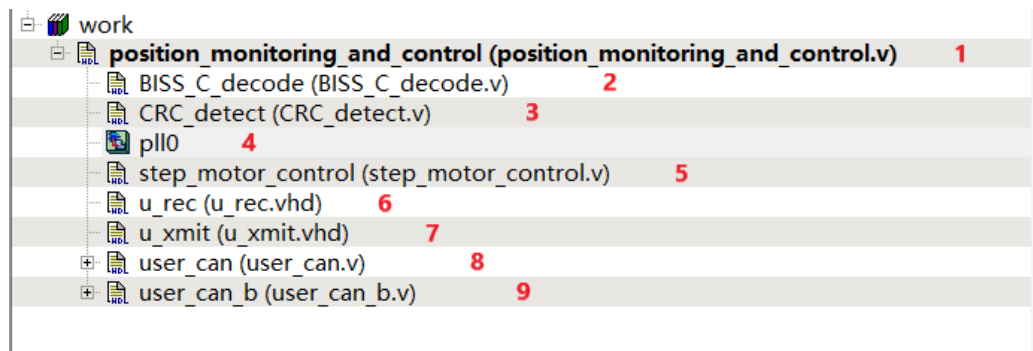 work
position_monitoring_and_control (position_monitoring_and_control.v) 1
BISS_C_decode (BISS_C_decode.v) 2
CRC_detect (CRC_detect.v) 3
pll0 4
step_motor_control (step_motor_control.v) 5
u_rec (u_rec.vhd) 6
u_xmit (u_xmit.vhd) 7
user_can (user_can.v) 8
user_can_b (user_can_b.v) 9